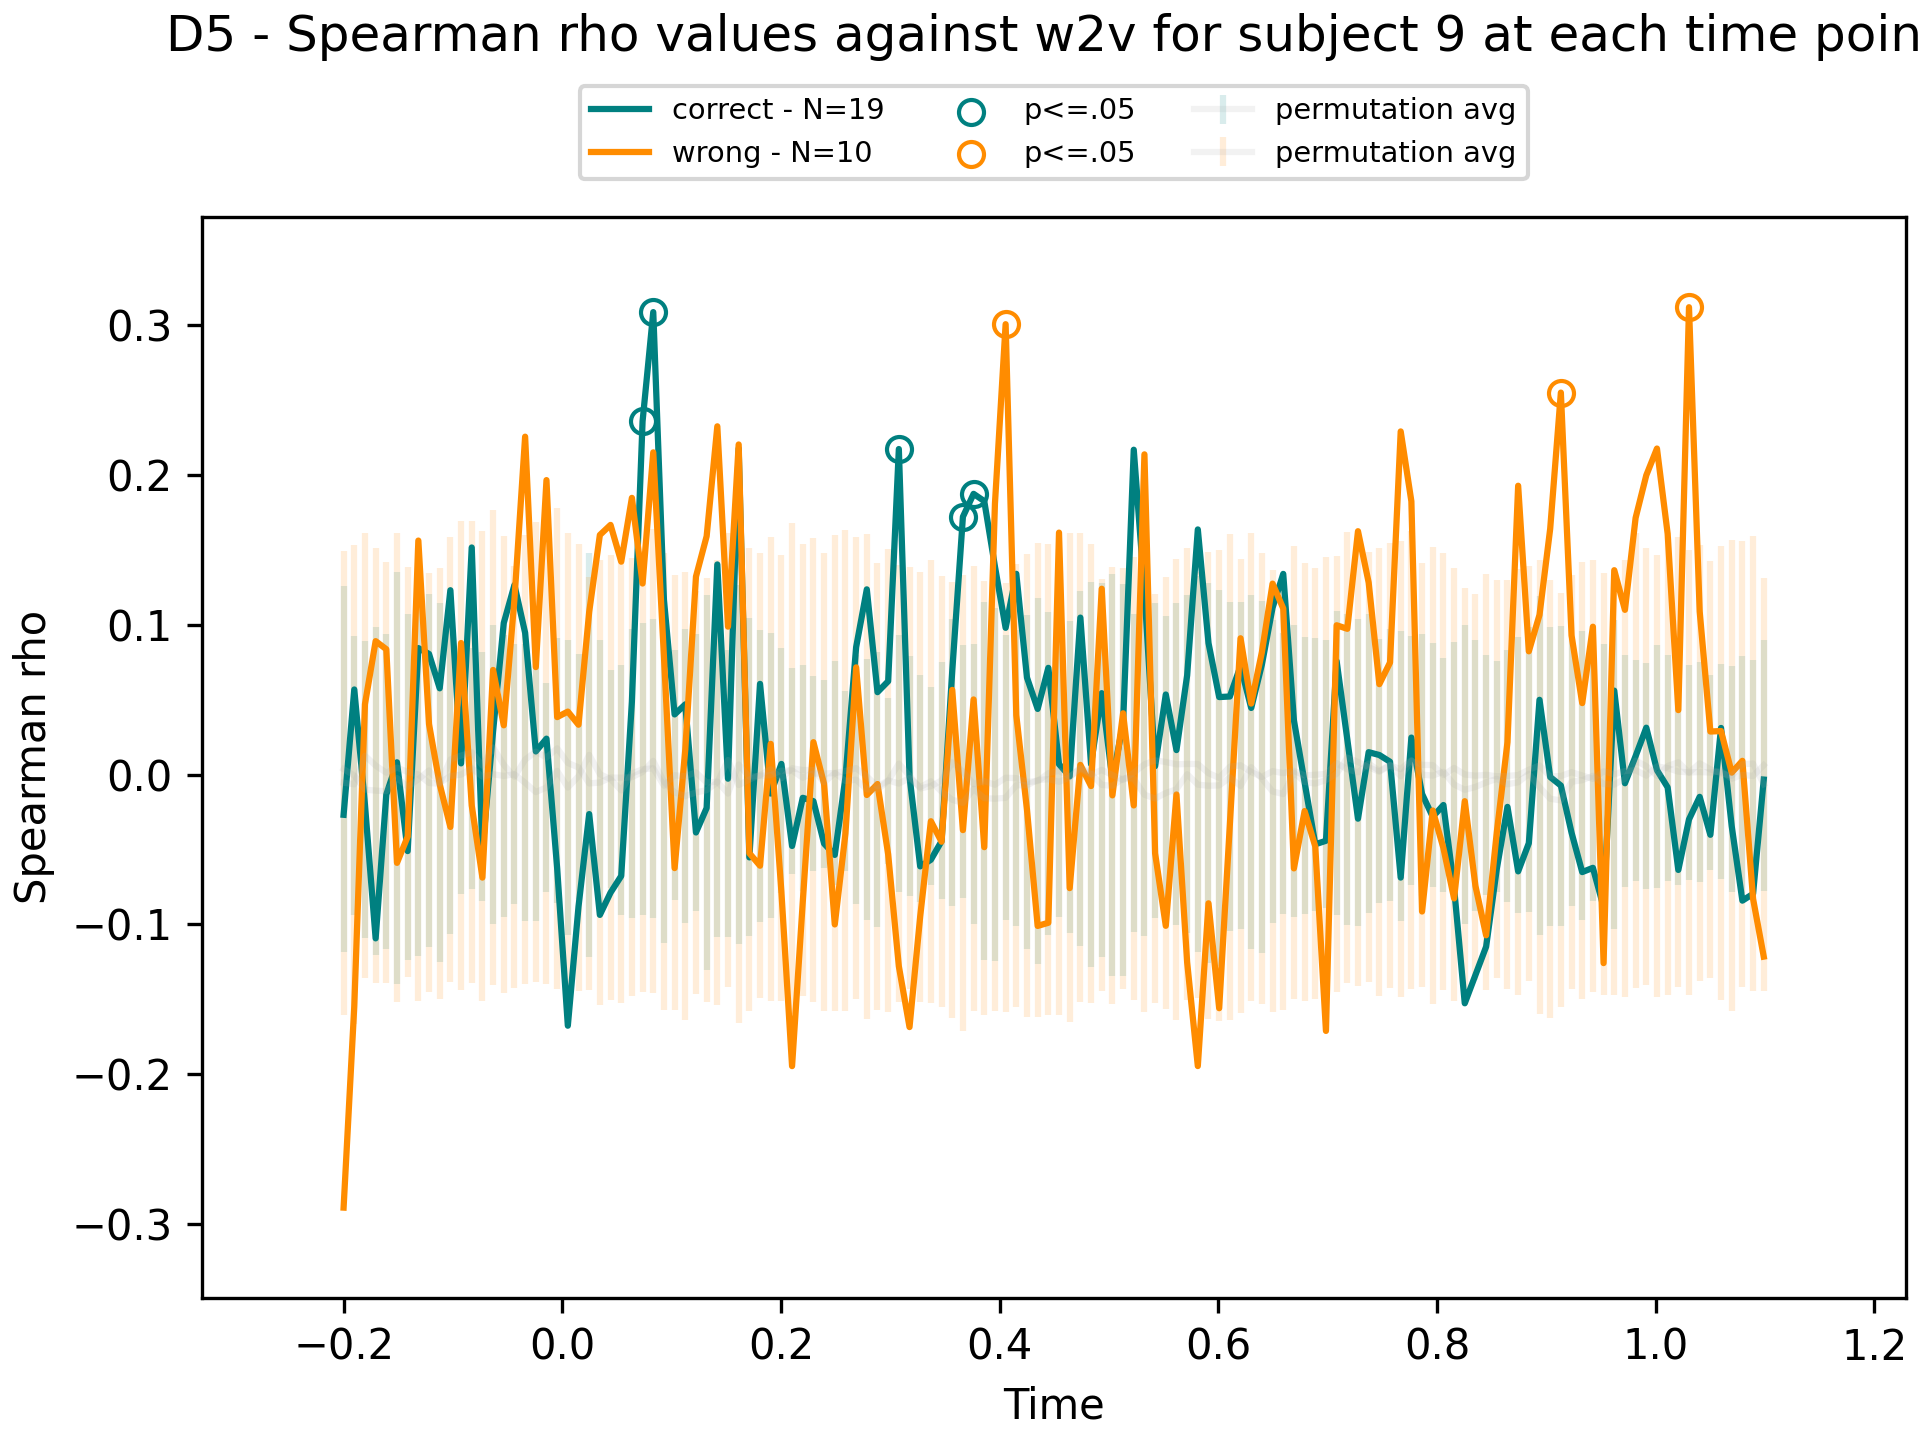 D5 - Spearman rho values against w2v for subject 9 at each time poin
correct - N=19 p<=.05 permutation avg
wrong - N=10 p<=.05 permutation avg
Spearman rho
0.3
0.2
0.1
0.0
−0.1
−0.2
−0.3
−0.2 0.0 0.2 0.4 0.6 0.8 1.0 1.2
Time